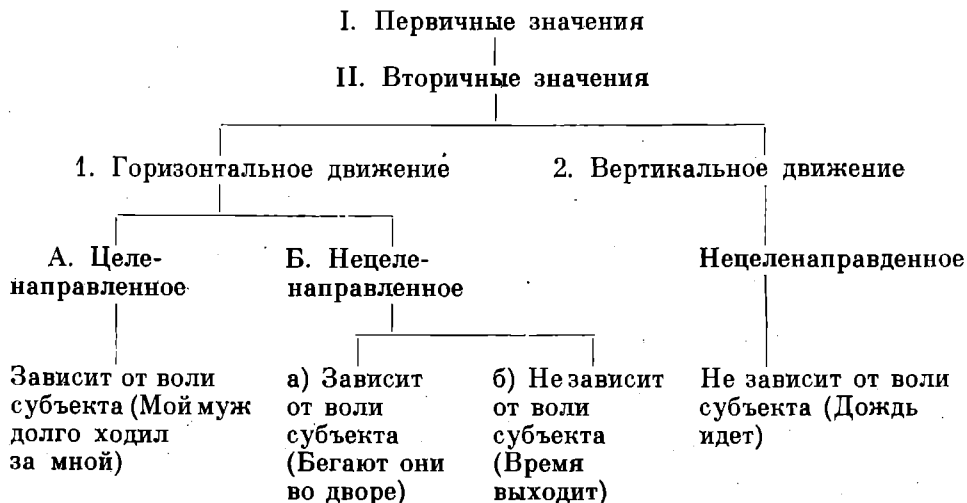 I. Первичные значения
II. Вторичные значения
1. Горизонтальное движение
2. Вертикальное движение
А. Целе-
направленное
Б. Нецеле-
направленное
Нецеленаправденное
Зависит от воли
субъекта (Мой муж
долго ходил
за мной)
а) Зависит
от воли
субъекта
(Бегают они
во дворе)
б) Не зависит
от воли
субъекта
(Время
выходит)
Не зависит от воли
субъекта (Дождь
идет)